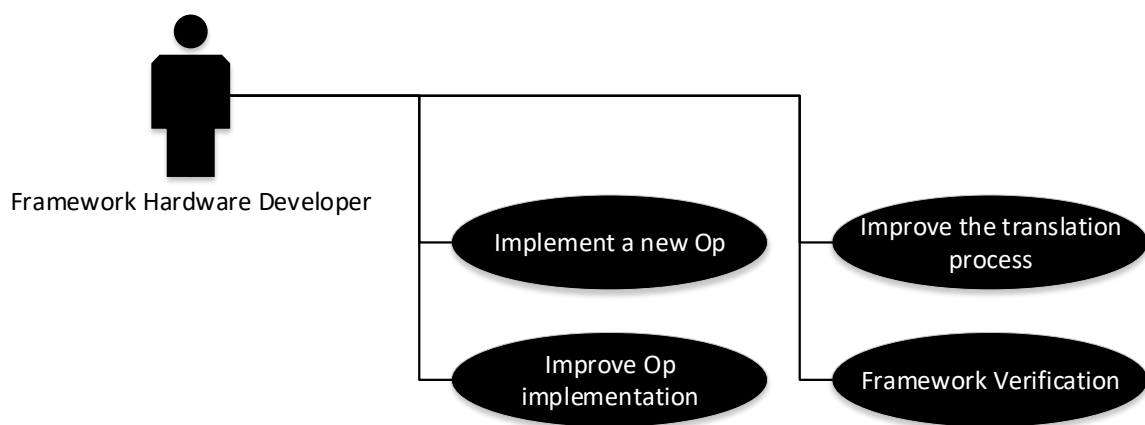 Framework Hardware Developer
Implement a new Op
Improve the translation
process
Improve Op
implementation
Framework Verification